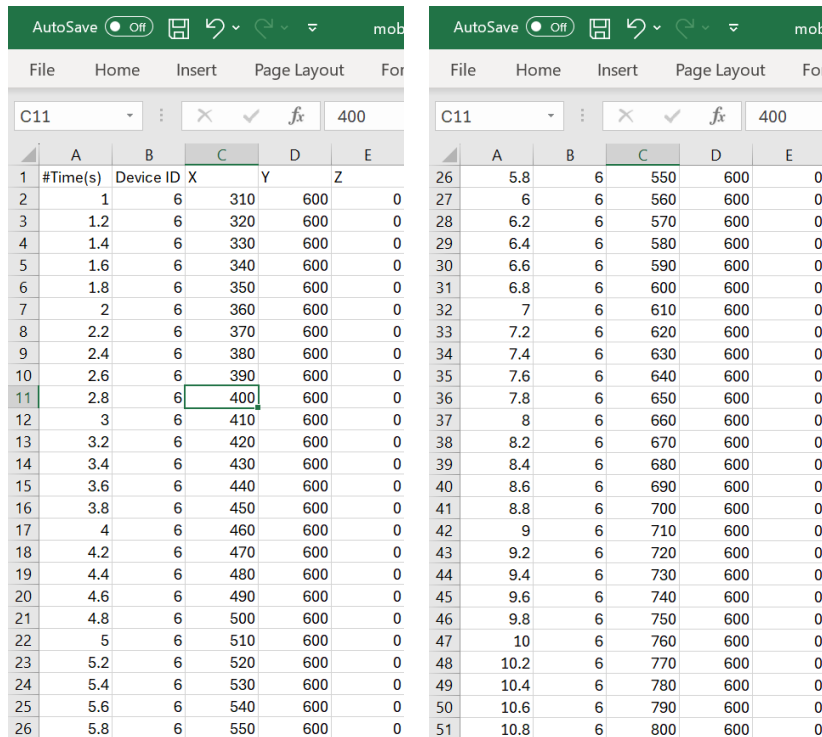 AutoSave Off mob
File Home Insert Page Layout For
C11 fx 400
A B C D E
1 #Time(s) Device ID X Y Z
2 1 6 310 600 0
3 1.2 6 320 600 0
4 1.4 6 330 600 0
5 1.6 6 340 600 0
6 1.8 6 350 600 0
7 2 6 360 600 0
8 2.2 6 370 600 0
9 2.4 6 380 600 0
10 2.6 6 390 600 0
11 2.8 6 400 600 0
12 3 6 410 600 0
13 3.2 6 420 600 0
14 3.4 6 430 600 0
15 3.6 6 440 600 0
16 3.8 6 450 600 0
17 4 6 460 600 0
18 4.2 6 470 600 0
19 4.4 6 480 600 0
20 4.6 6 490 600 0
21 4.8 6 500 600 0
22 5 6 510 600 0
23 5.2 6 520 600 0
24 5.4 6 530 600 0
25 5.6 6 540 600 0
26 5.8 6 550 600 0
AutoSave Off mob
File Home Insert Page Layout Fo
C11 fx 400
A B C D E
26 5.8 6 550 600 0
27 6 6 560 600 0
28 6.2 6 570 600 0
29 6.4 6 580 600 0
30 6.6 6 590 600 0
31 6.8 6 600 600 0
32 7 6 610 600 0
33 7.2 6 620 600 0
34 7.4 6 630 600 0
35 7.6 6 640 600 0
36 7.8 6 650 600 0
37 8 6 660 600 0
38 8.2 6 670 600 0
39 8.4 6 680 600 0
40 8.6 6 690 600 0
41 8.8 6 700 600 0
42 9 6 710 600 0
43 9.2 6 720 600 0
44 9.4 6 730 600 0
45 9.6 6 740 600 0
46 9.8 6 750 600 0
47 10 6 760 600 0
48 10.2 6 770 600 0
49 10.4 6 780 600 0
50 10.6 6 790 600 0
51 10.8 6 800 600 0